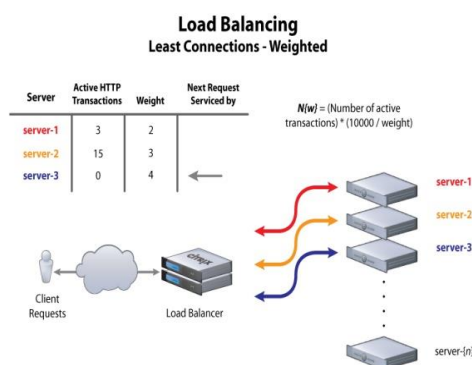 Load Balancing
Least Connections - Weighted
Server
Active HTTP
Transactions
Weight
Next Request
Serviced by
server-1 3 2
server-2 15 3
server-3 0 4
N(w) = (Number of active
transactions) * (10000 / weight)
server-1
server-2
server-3
citrix
Client
Requests
Load Balancer
server-[n]